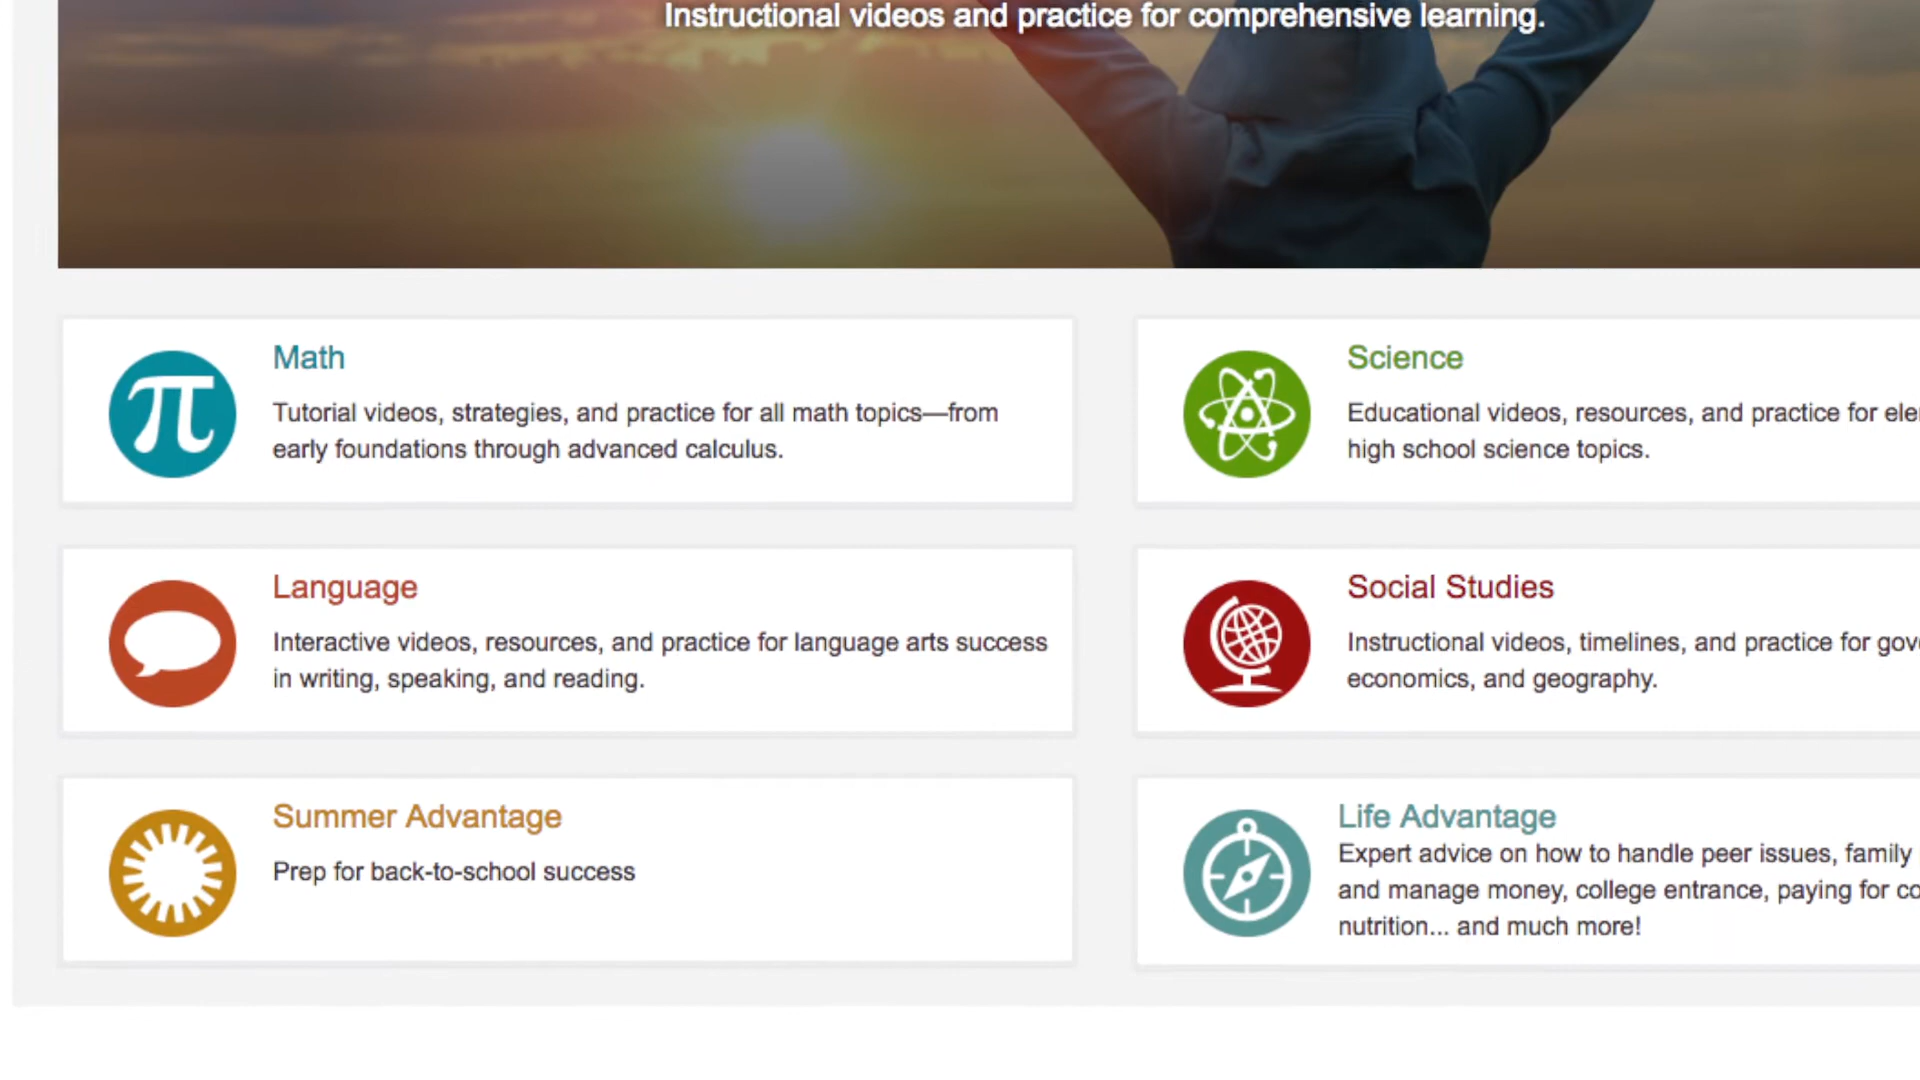 Instructional videos and practice for comprehensive learning.
Math
Tutorial videos, strategies, and practice for all math topics—from
early foundations through advanced calculus.
Science
Educational videos, resources, and practice for
high school science topics.
Language
Interactive videos, resources, and practice for language arts success
in writing, speaking, and reading.
Social Studies
Instructional videos, timelines, and practice for
economics, and geography.
Summer Advantage
Prep for back-to-school success
Life Advantage
Expert advice on how to handle peer issues, family
and manage money, college entrance, paying for
nutrition... and much more!